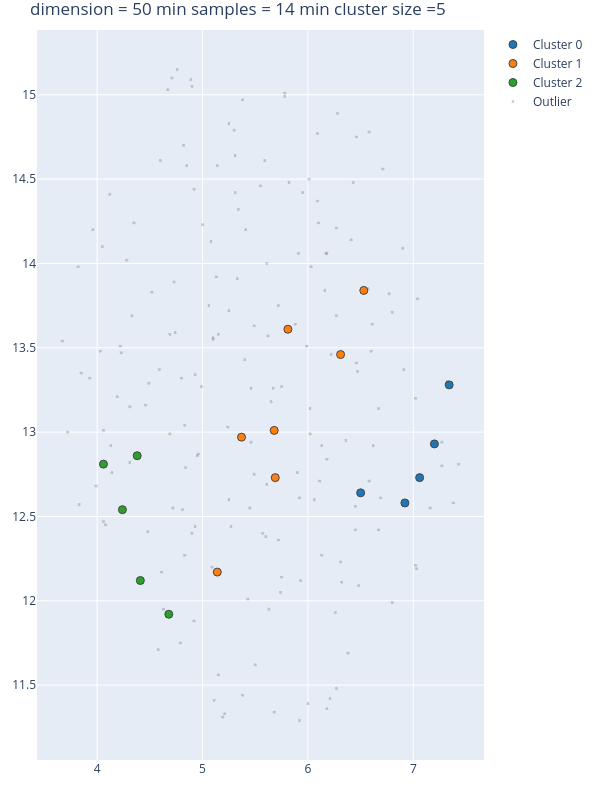 dimension = 50 min samples = 14 min cluster size =5
Cluster 0
Cluster 1
Cluster 2
Outlier
15
14.5
14
13.5
13
12.5
12
11.5
4
5
6
7